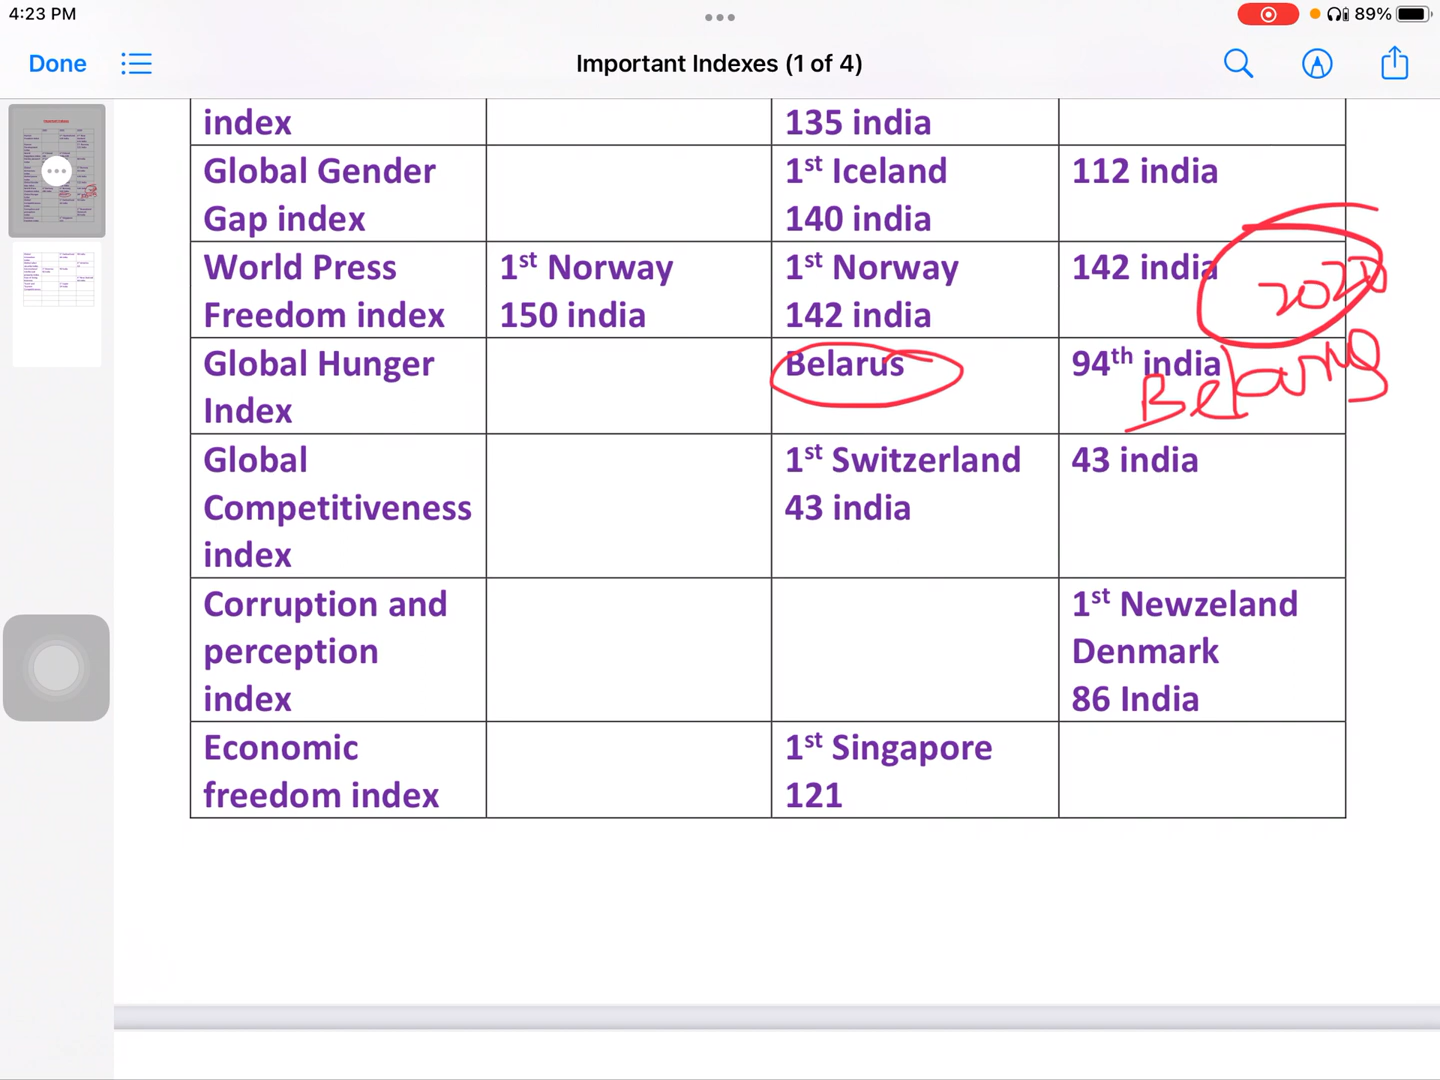 4:23 PM
89%
Done
Important Indexes (1 of 4)
index
135 india
Global Gender
Gap index
1st Iceland
140 india
112 india
World Press
Freedom index
1st Norway
150 india
1st Norway
142 india
142 india
2020
Global Hunger
Index
Belarus
94th india
Belarus
Global
Competitiveness
index
1st Switzerland
43 india
43 india
Corruption and
perception
index
1st Newzeland
Denmark
86 India
Economic
freedom index
1st Singapore
121